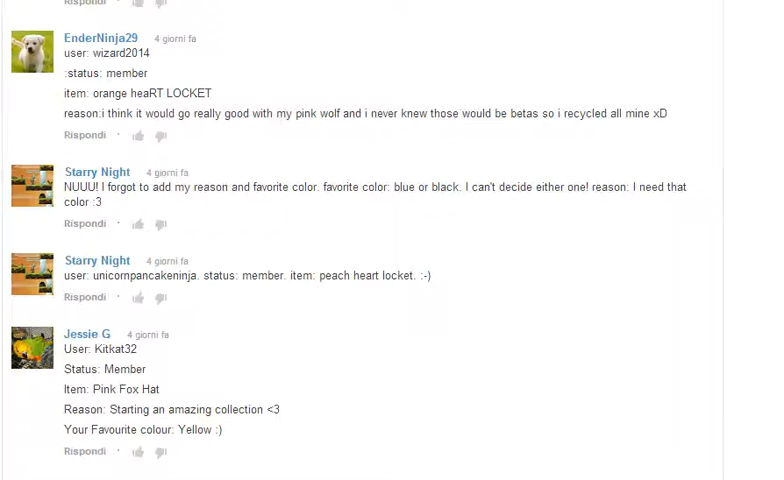 Rispondi ·
EnderNinja29 4 giorni fa
user: wizard2014
:status: member
item: orange heaRT LOCKET
reason:i think it would go really good with my pink wolf and i never knew those would be betas so i recycled all mine xD
Rispondi ·
Starry Night 4 giorni fa
NUUU! I forgot to add my reason and favorite color. favorite color: blue or black. I can't decide either one! reason: I need that
color :3
Rispondi ·
Starry Night 4 giorni fa
user: unicornpancakeninja. status: member. item: peach heart locket. :-)
Rispondi ·
Jessie G 4 giorni fa
User: Kitkat32
Status: Member
Item: Pink Fox Hat
Reason: Starting an amazing collection <3
Your Favourite colour: Yellow :)
Rispondi ·